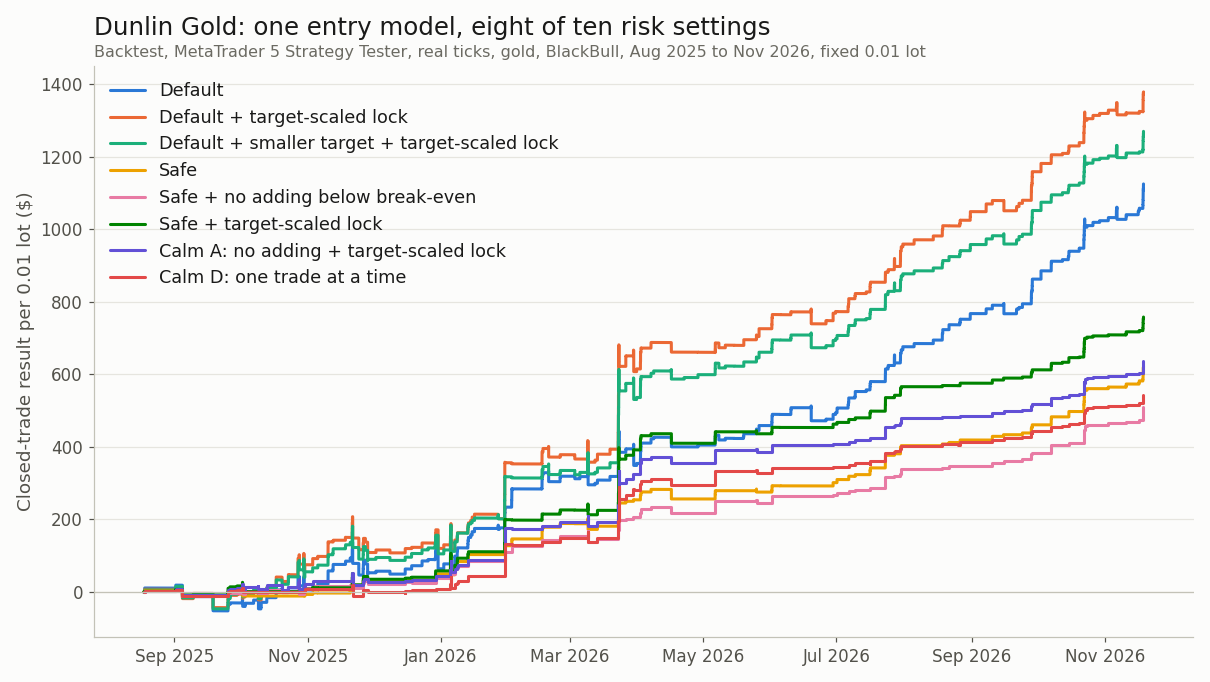 Dunlin Gold: one entry model, eight of ten risk settings
Backtest, MetaTrader 5 Strategy Tester, real ticks, gold, BlackBull, Aug 2025 to Nov 2026, fixed 0.01 lot
Default
Default + target-scaled lock
Default + smaller target + target-scaled lock
Safe
Safe + no adding below break-even
Safe + target-scaled lock
Calm A: no adding + target-scaled lock
Calm D: one trade at a time
Closed-trade result per 0.01 lot ($)
1400
1200
1000
800
600
400
200
0
Sep 2025
Nov 2025
Jan 2026
Mar 2026
May 2026
Jul 2026
Sep 2026
Nov 2026